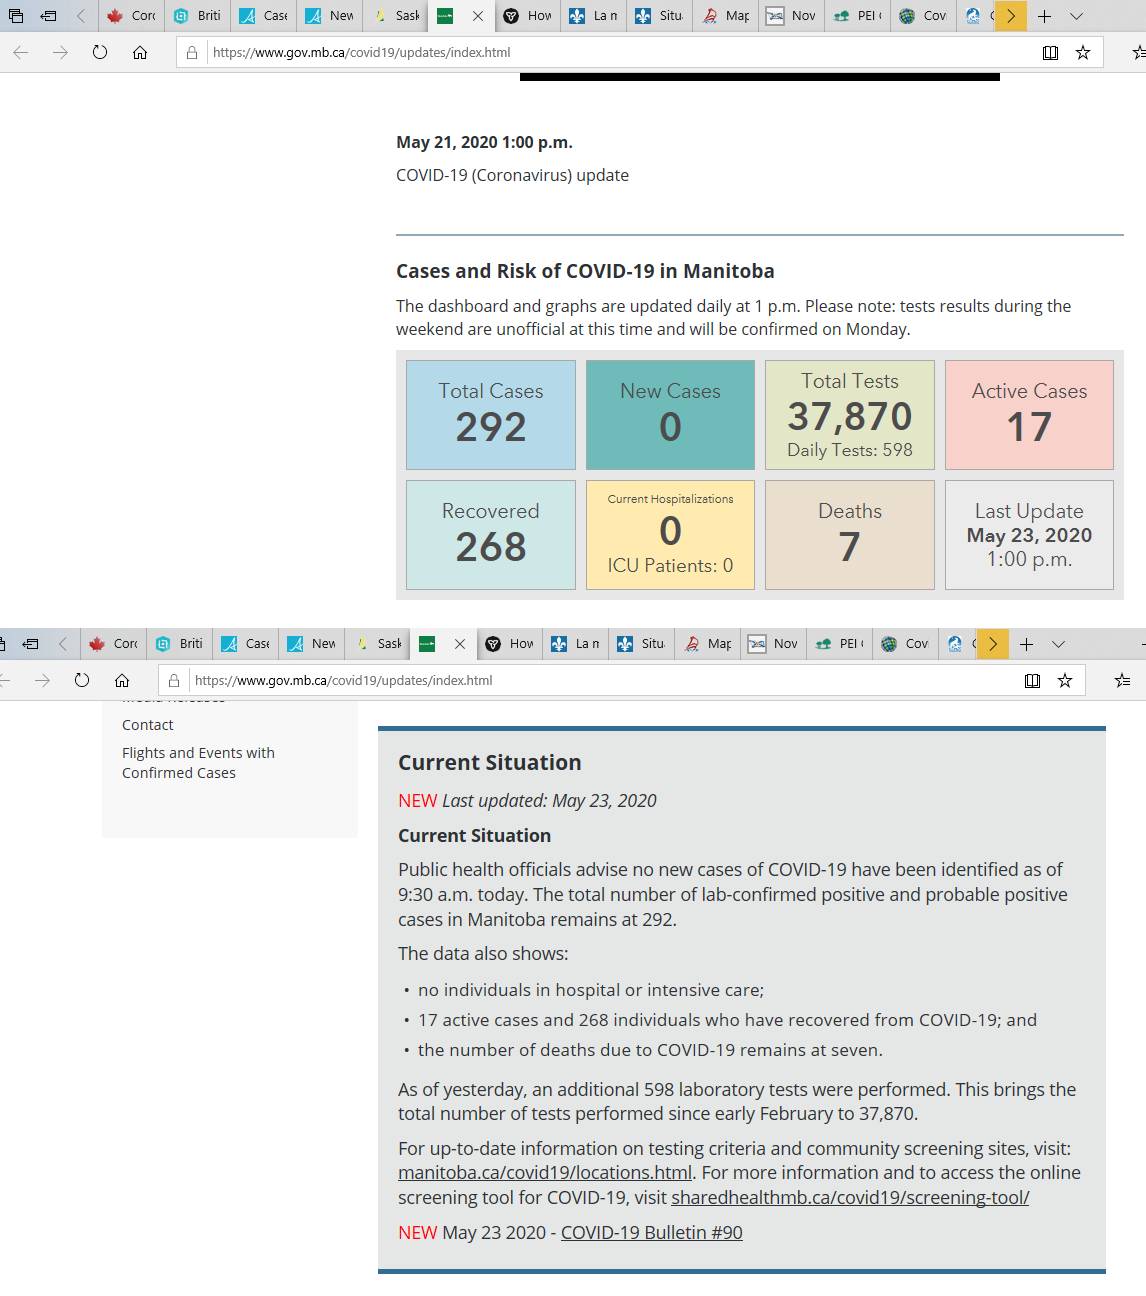 Corc
Briti
Case
New
Sask
How
La n
Situ
Map
Nov
PEI
Cov
https://www.gov.mb.ca/covid19/updates/index.html
May 21, 2020 1:00 p.m.
COVID-19 (Coronavirus) update
Cases and Risk of COVID-19 in Manitoba
The dashboard and graphs are updated daily at 1 p.m. Please note: tests results during the
weekend are unofficial at this time and will be confirmed on Monday.
Total Cases
292
New Cases
0
Total Tests
37,870
Daily Tests: 598
Active Cases
17
Recovered
268
Current Hospitalizations
0
ICU Patients: 0
Deaths
7
Last Update
May 23, 2020
1:00 p.m.
Corc
Briti
Case
New
Sask
How
La n
Situ
Map
Nov
PEI
Cov
https://www.gov.mb.ca/covid19/updates/index.html
Contact
Flights and Events with
Confirmed Cases
Current Situation
NEW Last updated: May 23, 2020
Current Situation
Public health officials advise no new cases of COVID-19 have been identified as of
9:30 a.m. today. The total number of lab-confirmed positive and probable positive
cases in Manitoba remains at 292.
The data also shows:
• no individuals in hospital or intensive care;
• 17 active cases and 268 individuals who have recovered from COVID-19; and
• the number of deaths due to COVID-19 remains at seven.
As of yesterday, an additional 598 laboratory tests were performed. This brings the
total number of tests performed since early February to 37,870.
For up-to-date information on testing criteria and community screening sites, visit:
manitoba.ca/covid19/locations.html. For more information and to access the online
screening tool for COVID-19, visit sharedhealthmb.ca/covid19/screening-tool/
NEW May 23 2020 - COVID-19 Bulletin #90